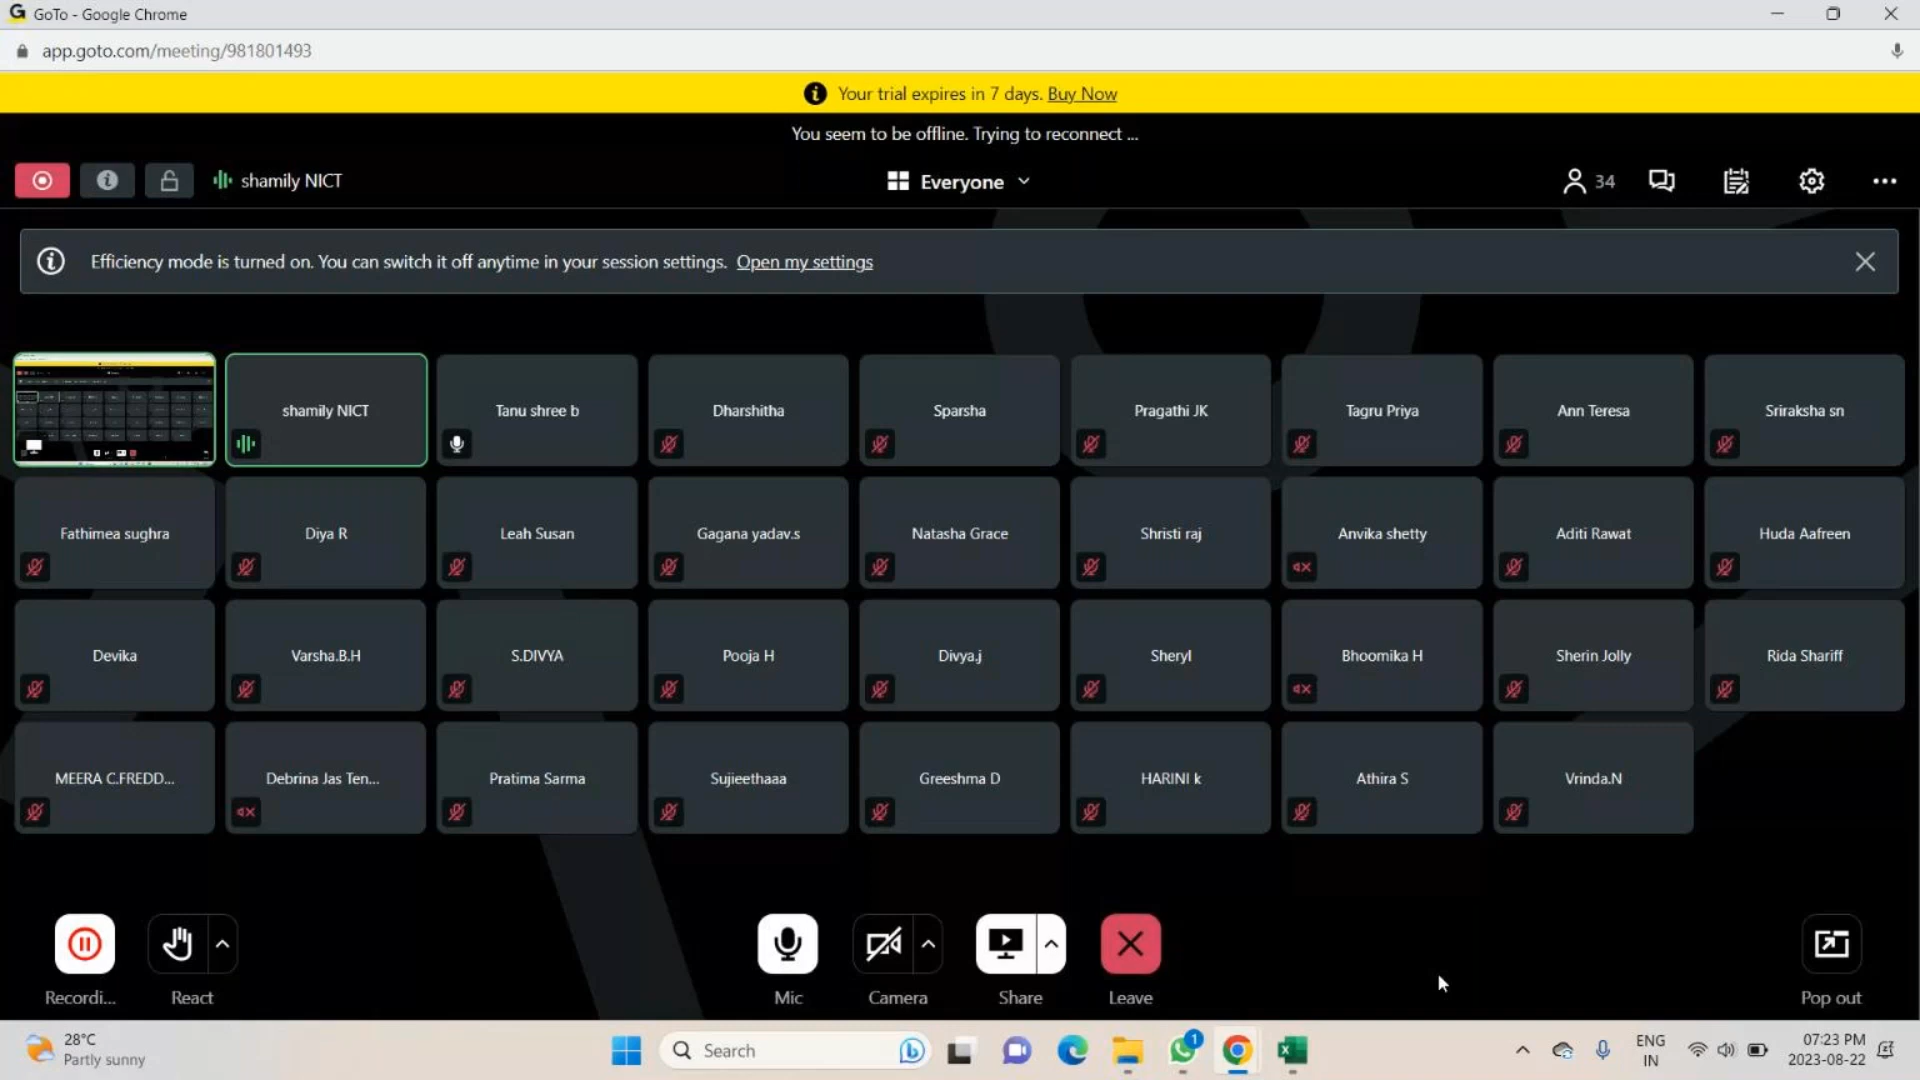 GoTo - Google Chrome
app.goto.com/meeting/981801493
Your trial expires in 7 days. Buy Now
You seem to be offline. Trying to reconnect ...
shamily NICT
Everyone
34
Efficiency mode is turned on. You can switch it off anytime in your session settings. Open my settings
shamily NICT
Tanu shree b
Dharshitha
Sparsha
Pragathi JK
Tagru Priya
Ann Teresa
Sriraksha sn
Fathimea sughra
Diya R
Leah Susan
Gagana yadav.s
Natasha Grace
Shristi raj
Anvika shetty
Aditi Rawat
Huda Aafreen
Devika
Varsha.B.H
S.DIVYA
Pooja H
Divya.j
Sheryl
Bhoomika H
Sherin Jolly
Rida Shariff
MEERA C.FREDD...
Debrina Jas Ten...
Pratima Sarma
Sujieethaaa
Greeshma D
HARINI k
Athira S
Vrinda.N
Recordi...
React
Mic
Camera
Share
Leave
Pop out
28°C
Partly sunny
Search
1
ENG
IN
07:23 PM
2023-08-22